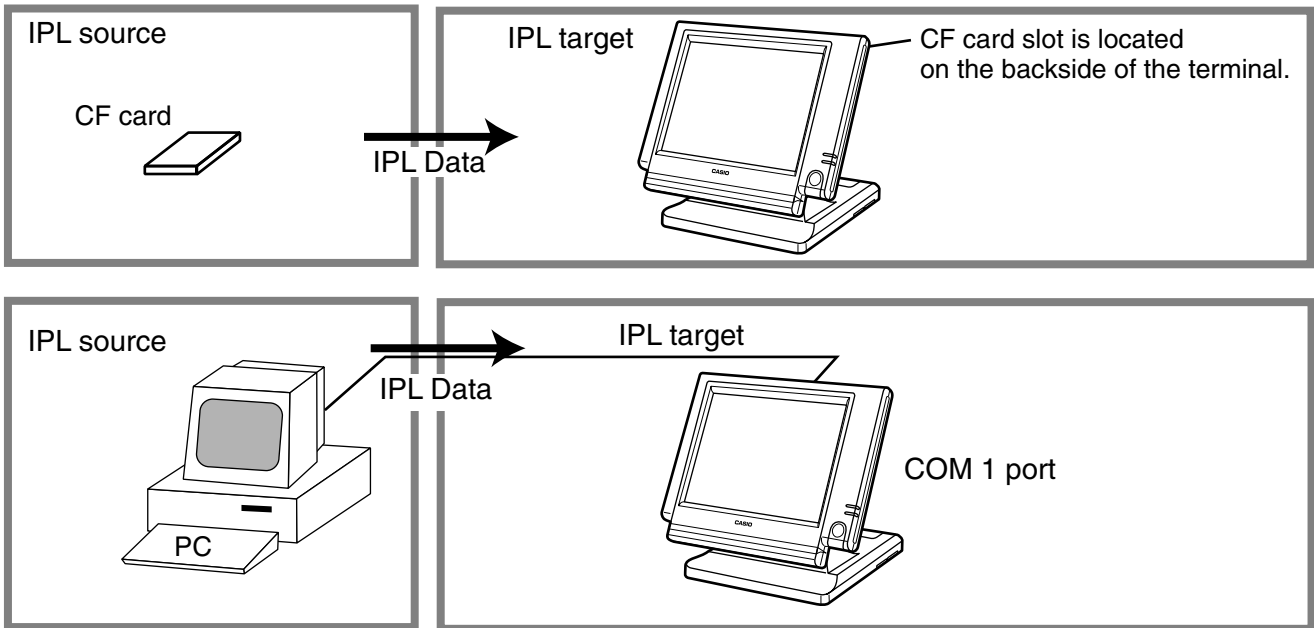 IPL source
CF card
IPL Data
IPL target
CF card slot is located
on the backside of the terminal.
CASIO
IPL source
IPL Data
PC
IPL target
COM 1 port
CASIO